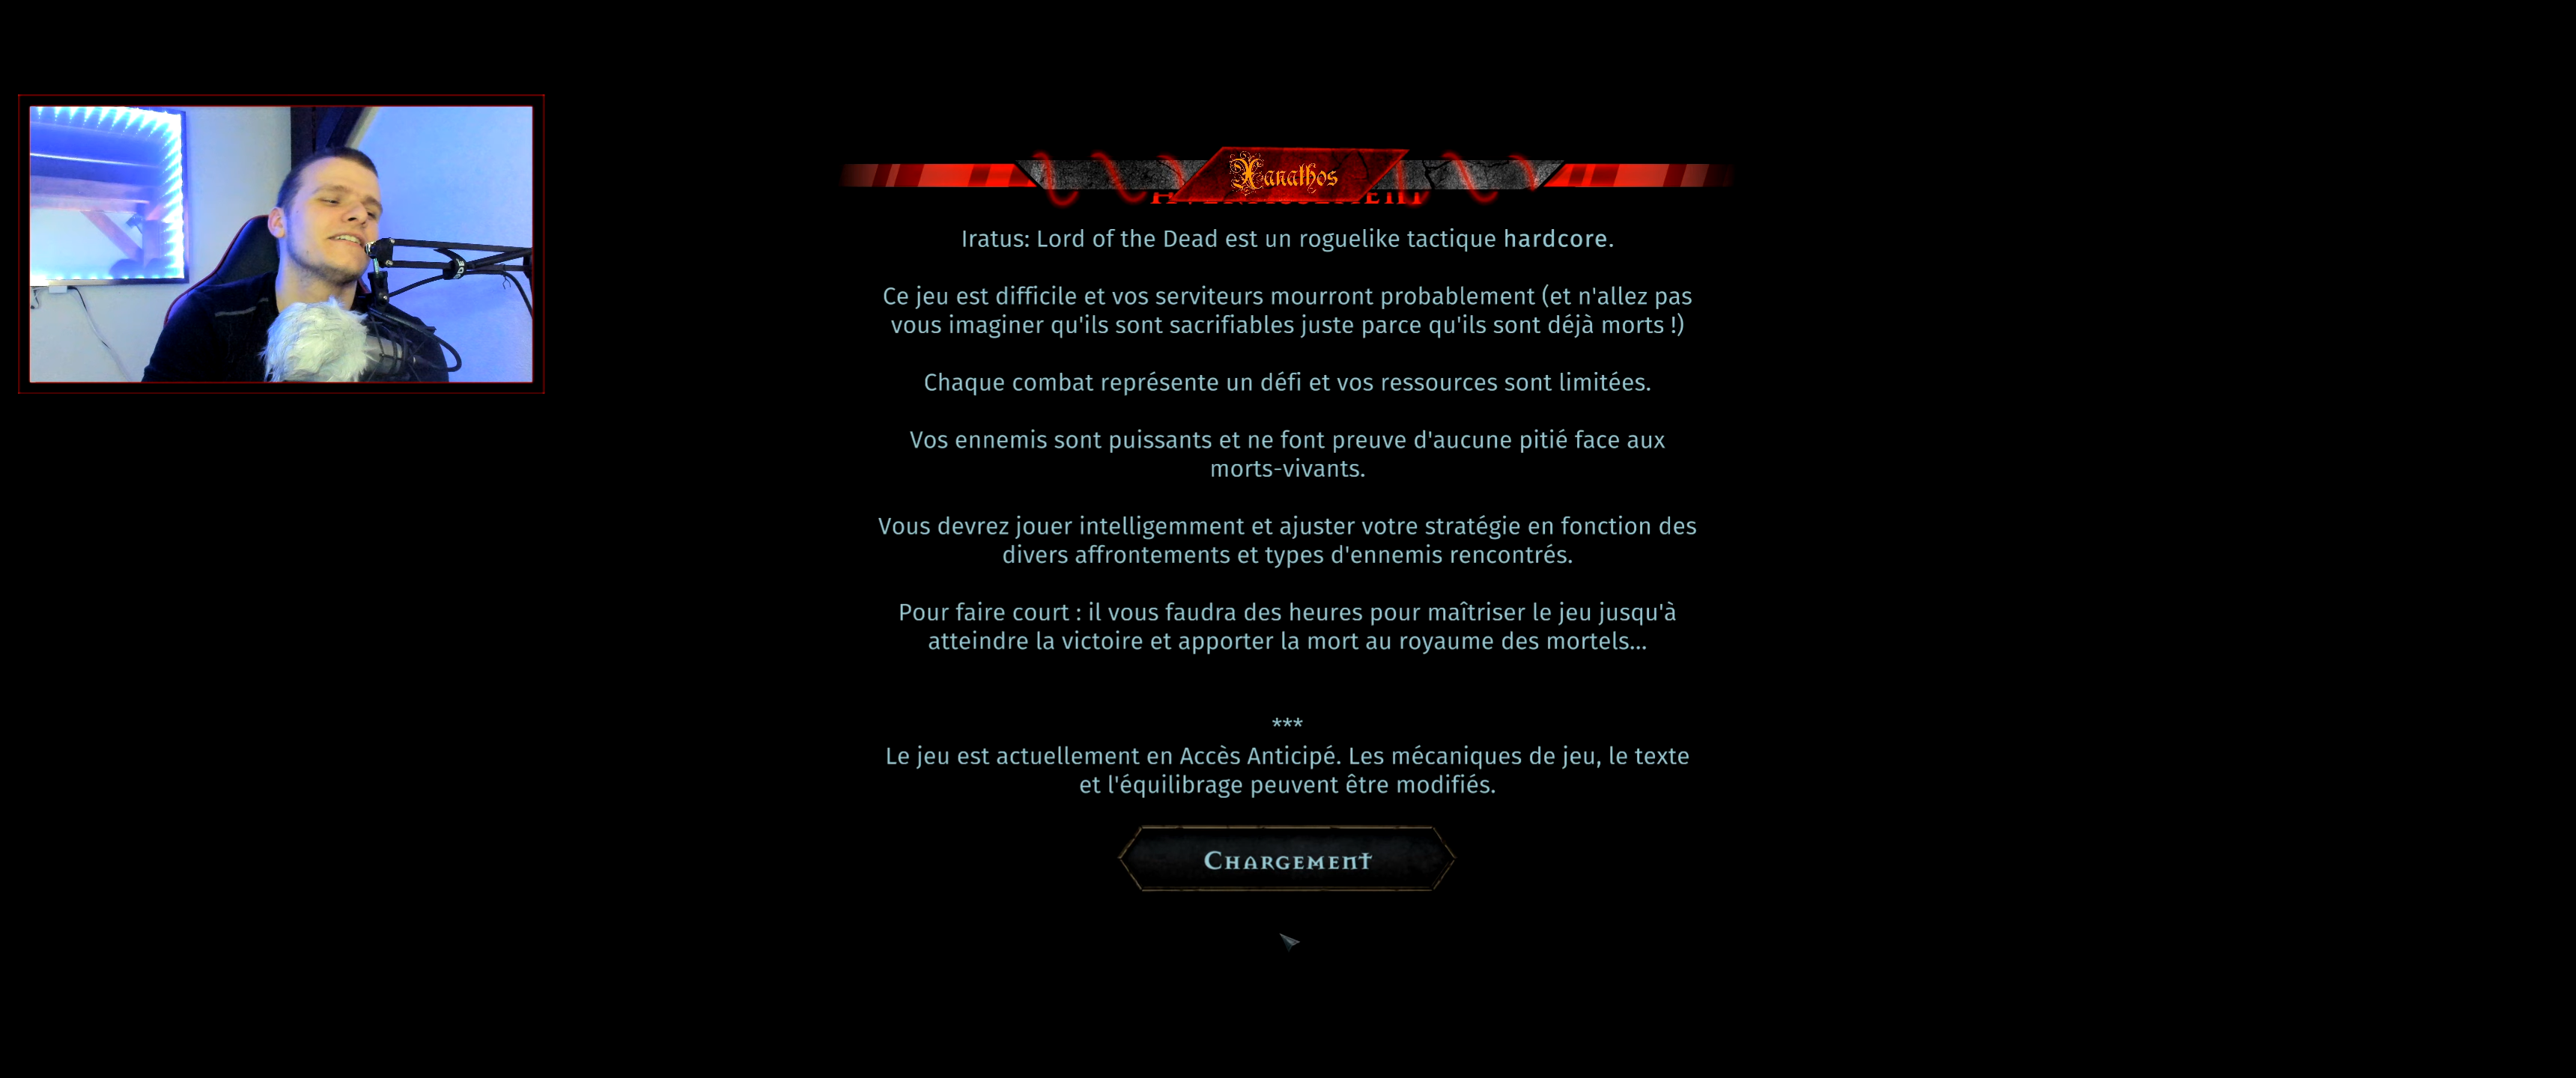 Xanathos
Iratus: Lord of the Dead est un roguelike tactique hardcore.
Ce jeu est difficile et vos serviteurs mourront probablement (et n'allez pas
vous imaginer qu'ils sont sacrifiables juste parce qu'ils sont déjà morts !)
Chaque combat représente un défi et vos ressources sont limitées.
Vos ennemis sont puissants et ne font preuve d'aucune pitié face aux
morts-vivants.
Vous devrez jouer intelligemment et ajuster votre stratégie en fonction des
divers affrontements et types d'ennemis rencontrés.
Pour faire court : il vous faudra des heures pour maîtriser le jeu jusqu'à
atteindre la victoire et apporter la mort au royaume des mortels...
***
Le jeu est actuellement en Accès Anticipé. Les mécaniques de jeu, le texte
et l'équilibrage peuvent être modifiés.
Chargement